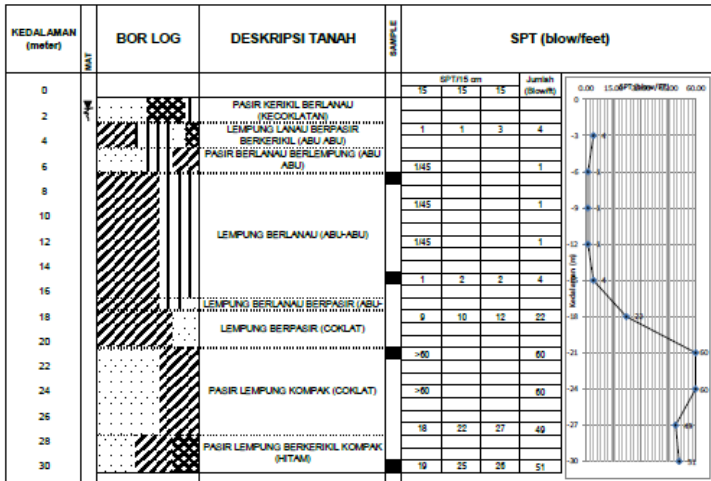 KEDALAMAN (meter) MAT BOR LOG DESKRIPSI TANAH SAMPLE SPT (blow/feet)
SPT/15 cm Jumlah (Blow/ft)
15 15 15
0
PASIR KERIKIL BERLANAU (KECOKLATAN)
2
LEMPUNG LANAU BERPASIR BERKERIKIL (ABU ABU) 1 1 3 4
4
PASIR BERLANAU BERLEMPUNG (ABU ABU)
6 1/45 1
8
1/45 1
10
LEMPUNG BERLANAU (ABU-ABU)
12 1/45 1
14
1 2 2 4
16
LEMPUNG BERLANAU BERPASIR (ABU-
18 9 10 12 22
LEMPUNG BERPASIR (COKLAT)
20
>60 60
22
PASIR LEMPUNG KOMPAK (COKLAT)
24 >60 60
26
18 22 27 49
28
PASIR LEMPUNG BERKERIKIL KOMPAK (HITAM)
30 19 25 26 51
SPT (blow/Ft)
0.00 15.00 60.00
0
-3 4
-6 1
-9 1
-12 1
4
-18
-21 60
-24 60
-27 49
-30 51
Kedalaman (m)